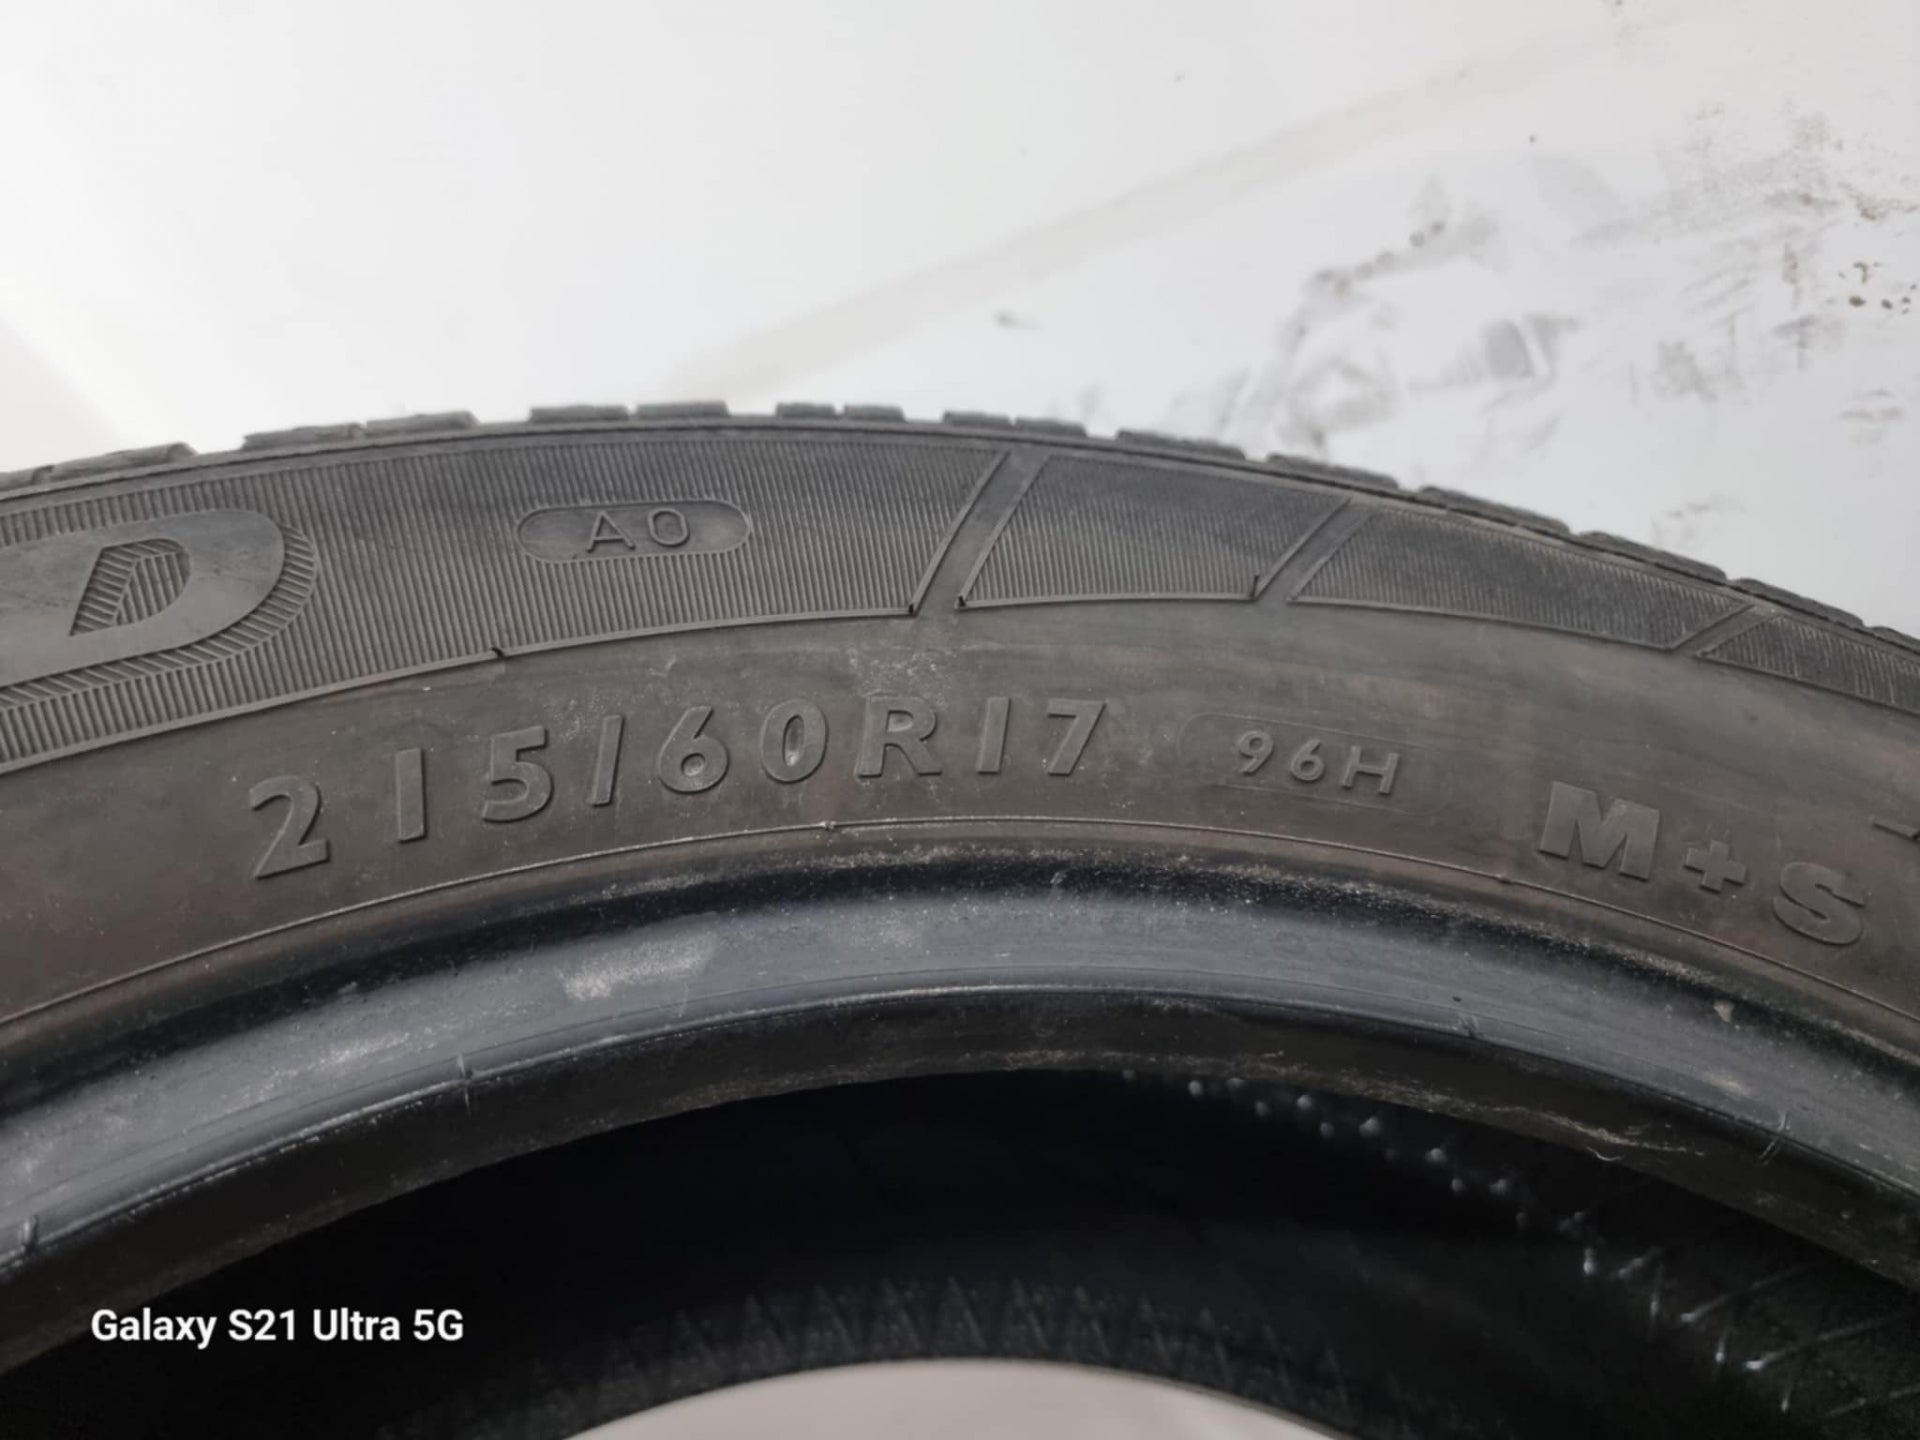 D
AO
215/60R17 96H M+S
Galaxy S21 Ultra 5G